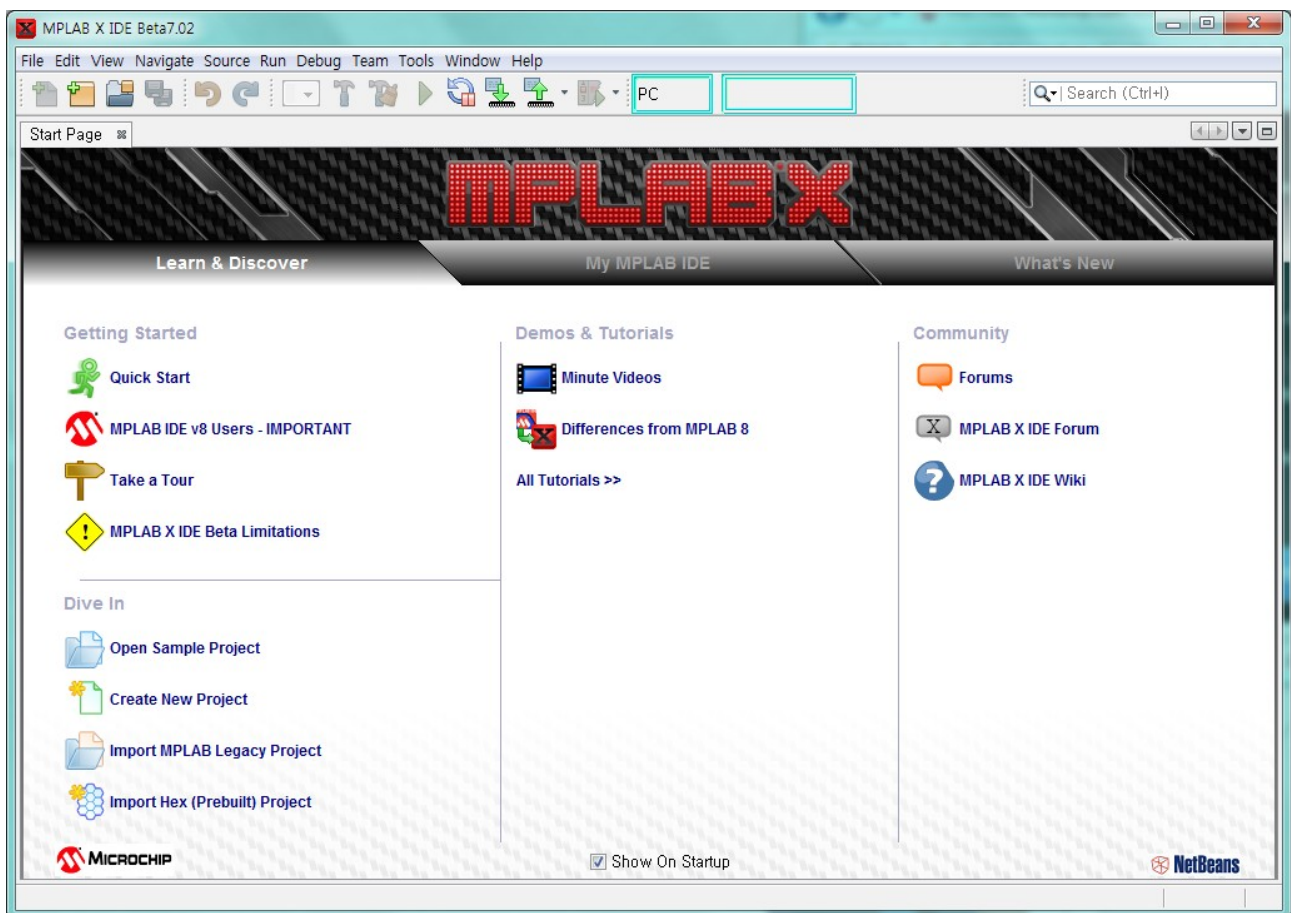 MPLAB X IDE Beta7.02
File Edit View Navigate Source Run Debug Team Tools Window Help
PC
Search (Ctrl+I)
Start Page
MPLAB X
Learn & Discover
My MPLAB IDE
What's New
Getting Started
Quick Start
MPLAB IDE v8 Users - IMPORTANT
Take a Tour
MPLAB X IDE Beta Limitations
Dive In
Open Sample Project
Create New Project
Import MPLAB Legacy Project
Import Hex (Prebuilt) Project
Demos & Tutorials
Minute Videos
Differences from MPLAB 8
All Tutorials >>
Community
Forums
X MPLAB X IDE Forum
? MPLAB X IDE Wiki
MICROCHIP
Show On Startup
NetBeans